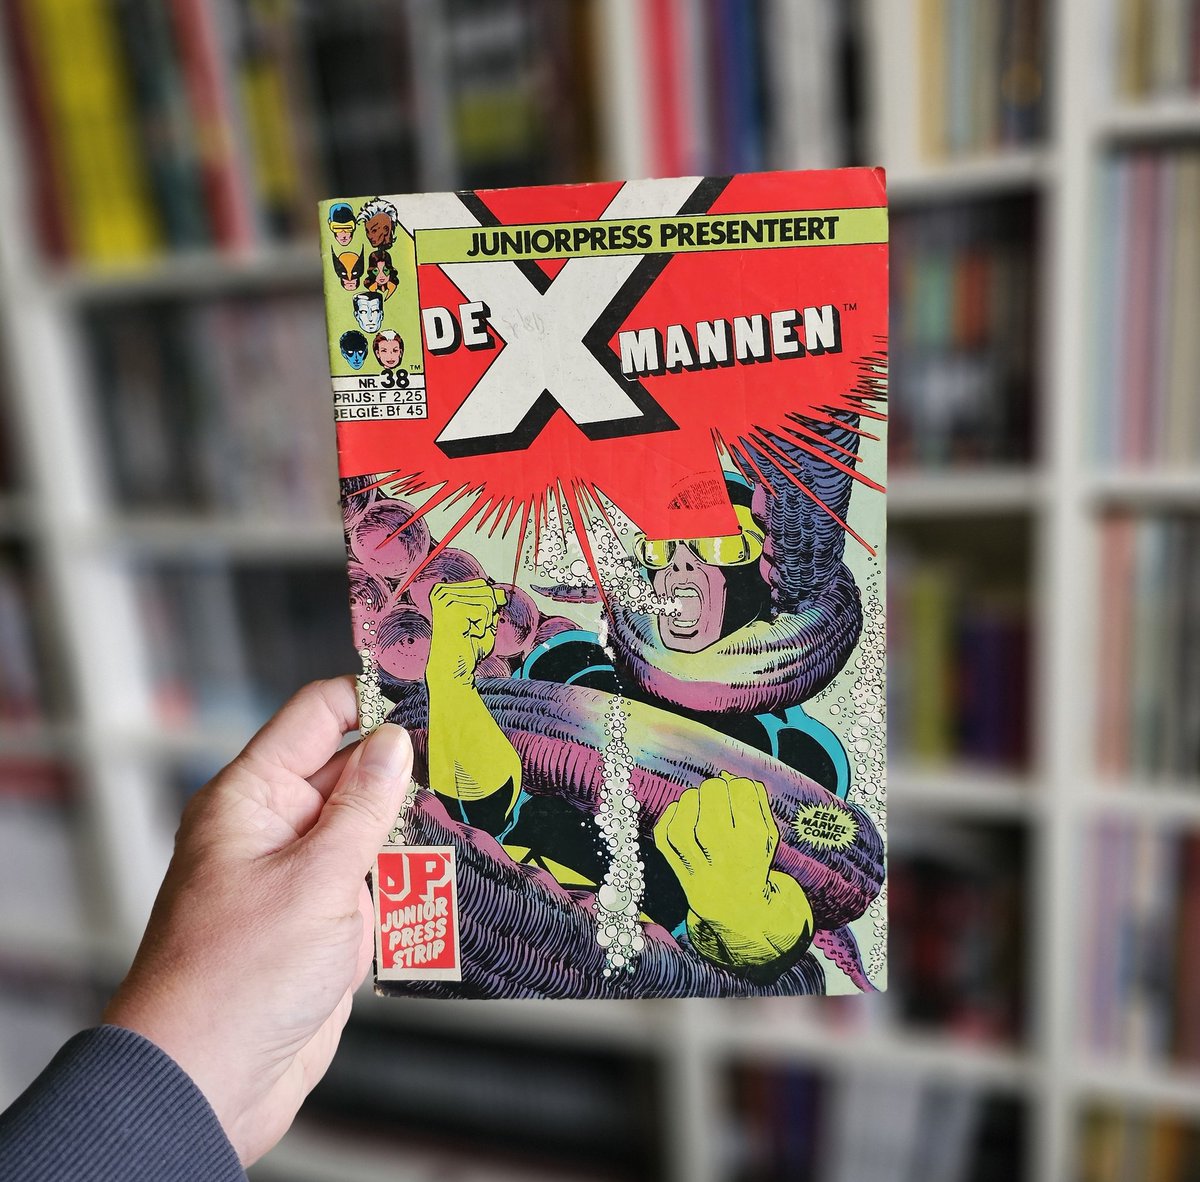 JUNIORPRESS PRESENTEERT
DE X MANNEN™
TM
NR. 38
PRIJS: F 2,25
BELGIË: Bf 45
EEN
MARVEL
COMIC
JP
JUNIOR
PRESS
STRIP